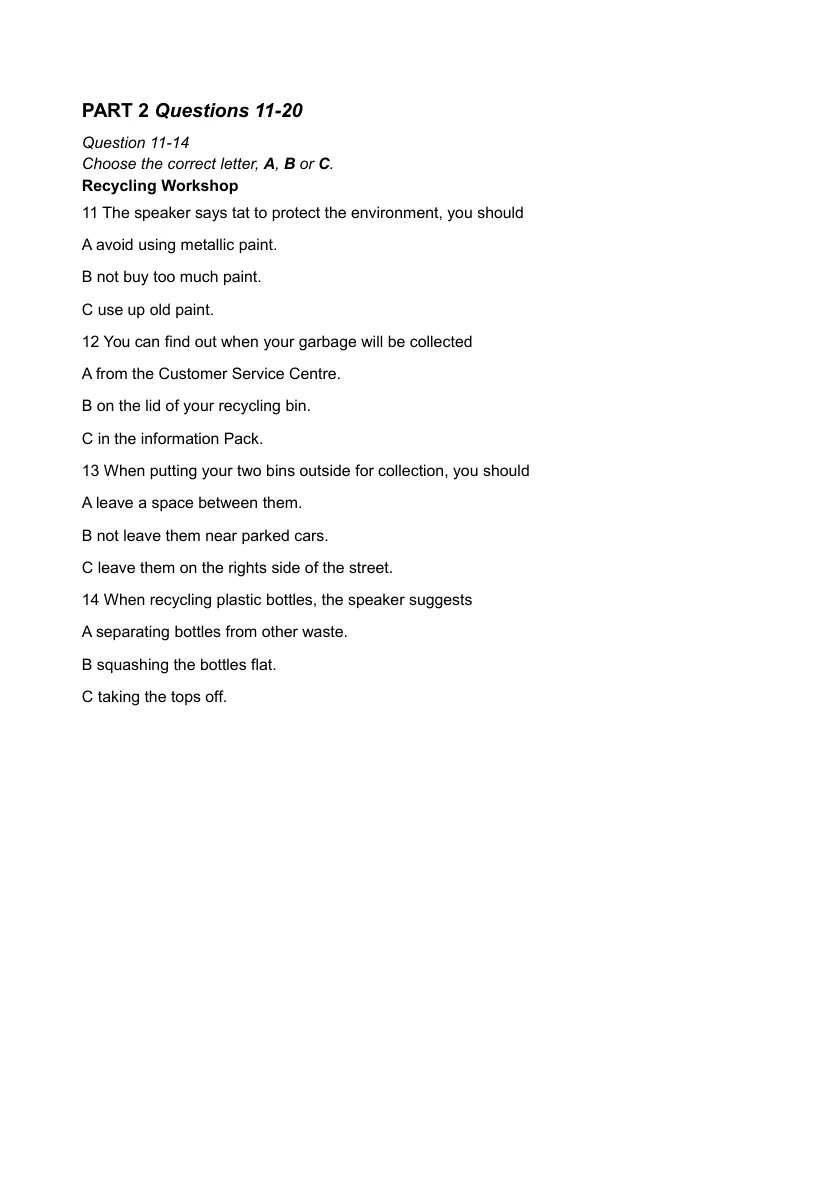 PART 2 Questions 11-20
Question 11-14
Choose the correct letter, A, B or C.
Recycling Workshop
11 The speaker says tat to protect the environment, you should
A avoid using metallic paint.
B not buy too much paint.
C use up old paint.
12 You can find out when your garbage will be collected
A from the Customer Service Centre.
B on the lid of your recycling bin.
C in the information Pack.
13 When putting your two bins outside for collection, you should
A leave a space between them.
B not leave them near parked cars.
C leave them on the rights side of the street.
14 When recycling plastic bottles, the speaker suggests
A separating bottles from other waste.
B squashing the bottles flat.
C taking the tops off.